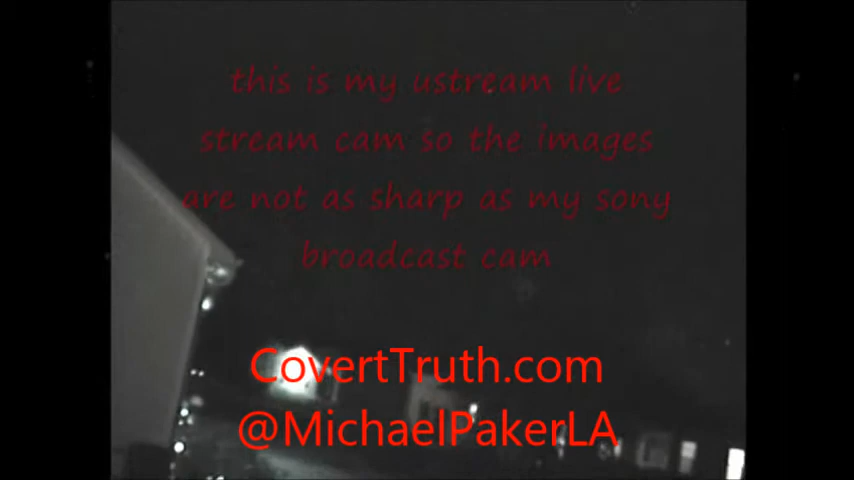 this is my ustream live
stream cam so the images
are not as sharp as my sony
broadcast cam
CovertTruth.com
@MichaelPakerLA